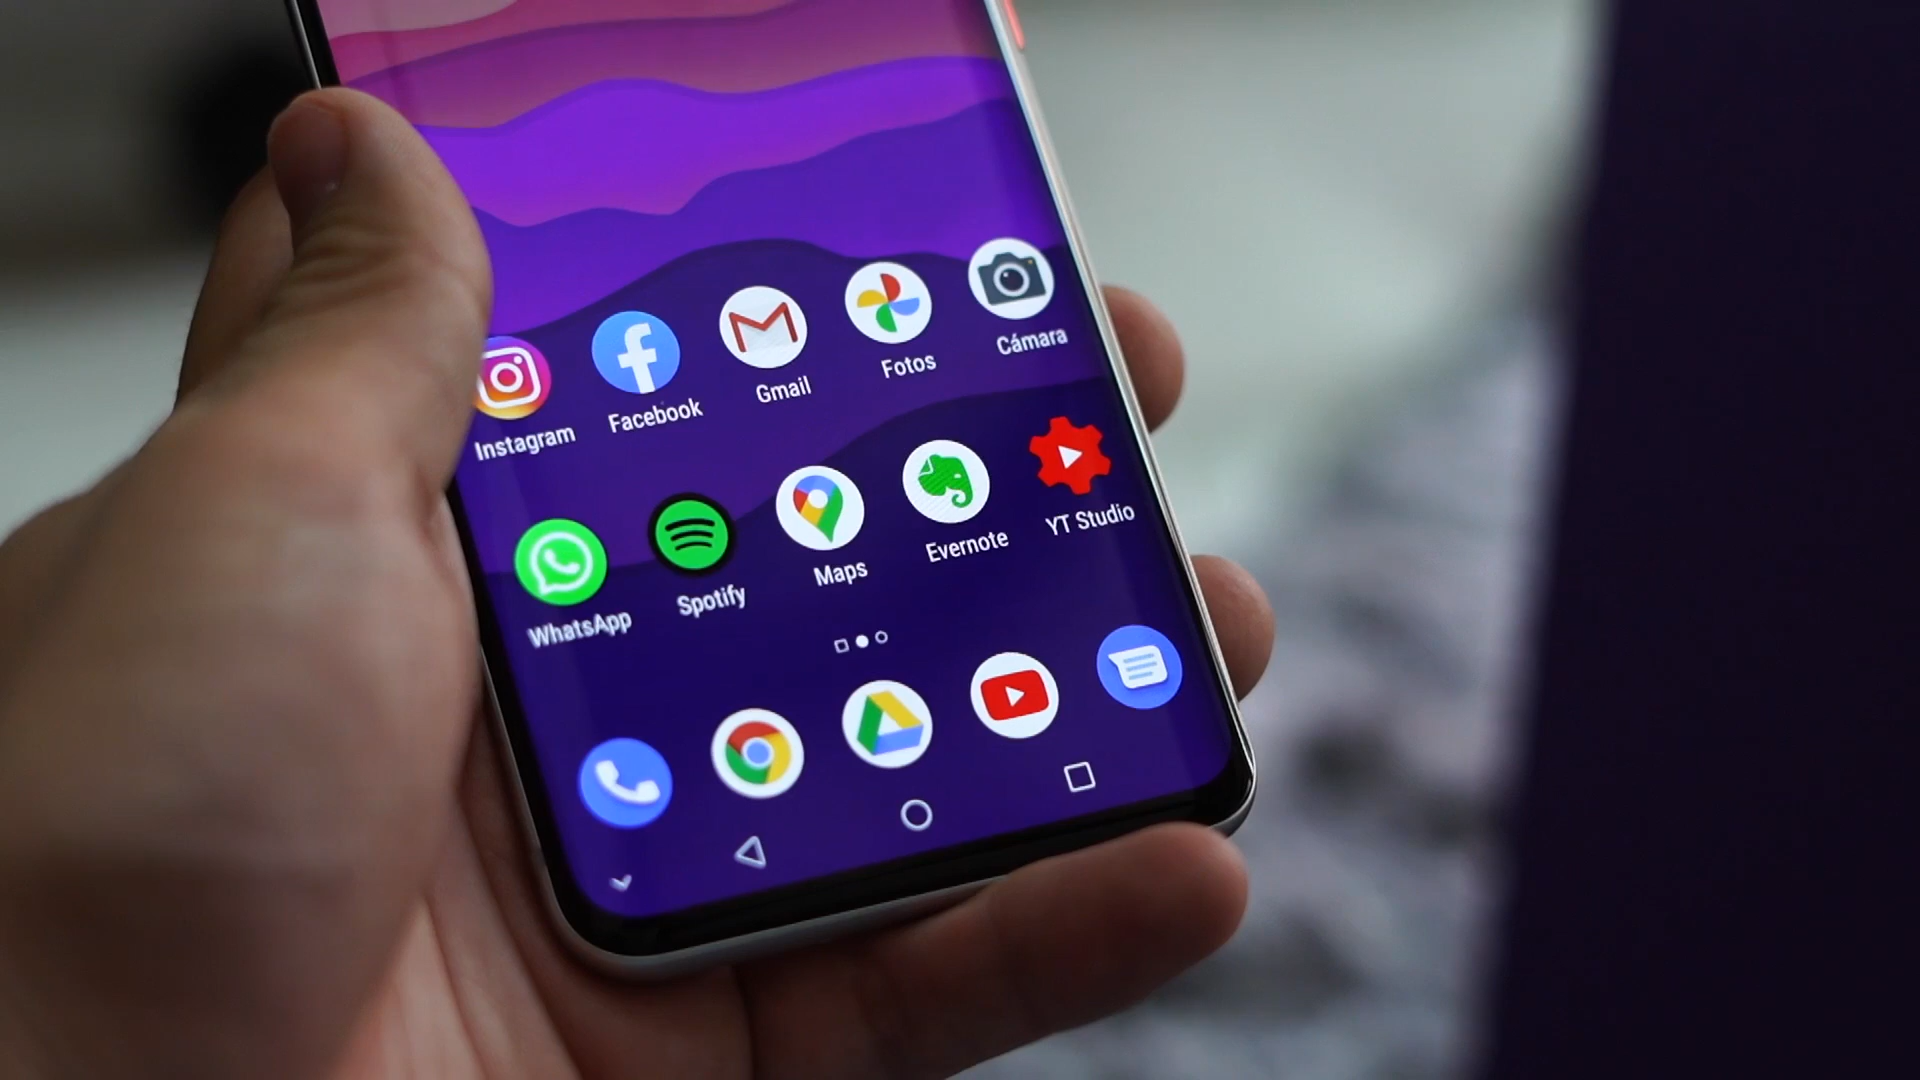 Instagram
Facebook
Gmail
Fotos
Cámara
WhatsApp
Spotify
Maps
Evernote
YT Studio